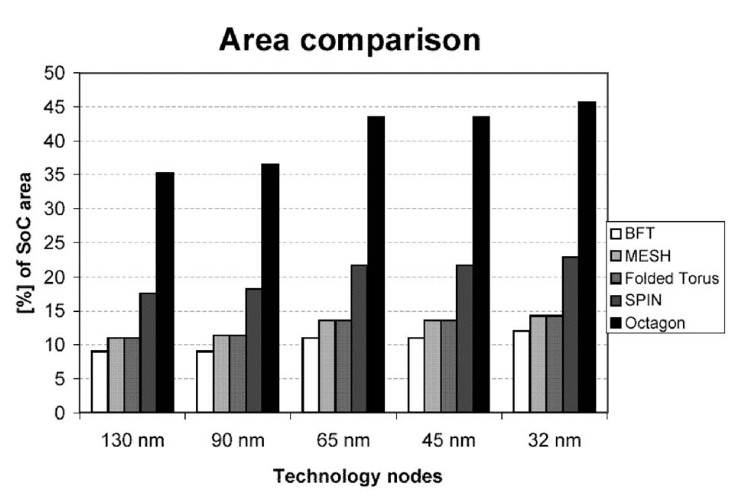 Area comparison
50
45
40
35
30
25
20
15
10
5
0
[%] of SoC area
130 nm
90 nm
65 nm
45 nm
32 nm
Technology nodes
BFT
MESH
Folded Torus
SPIN
Octagon